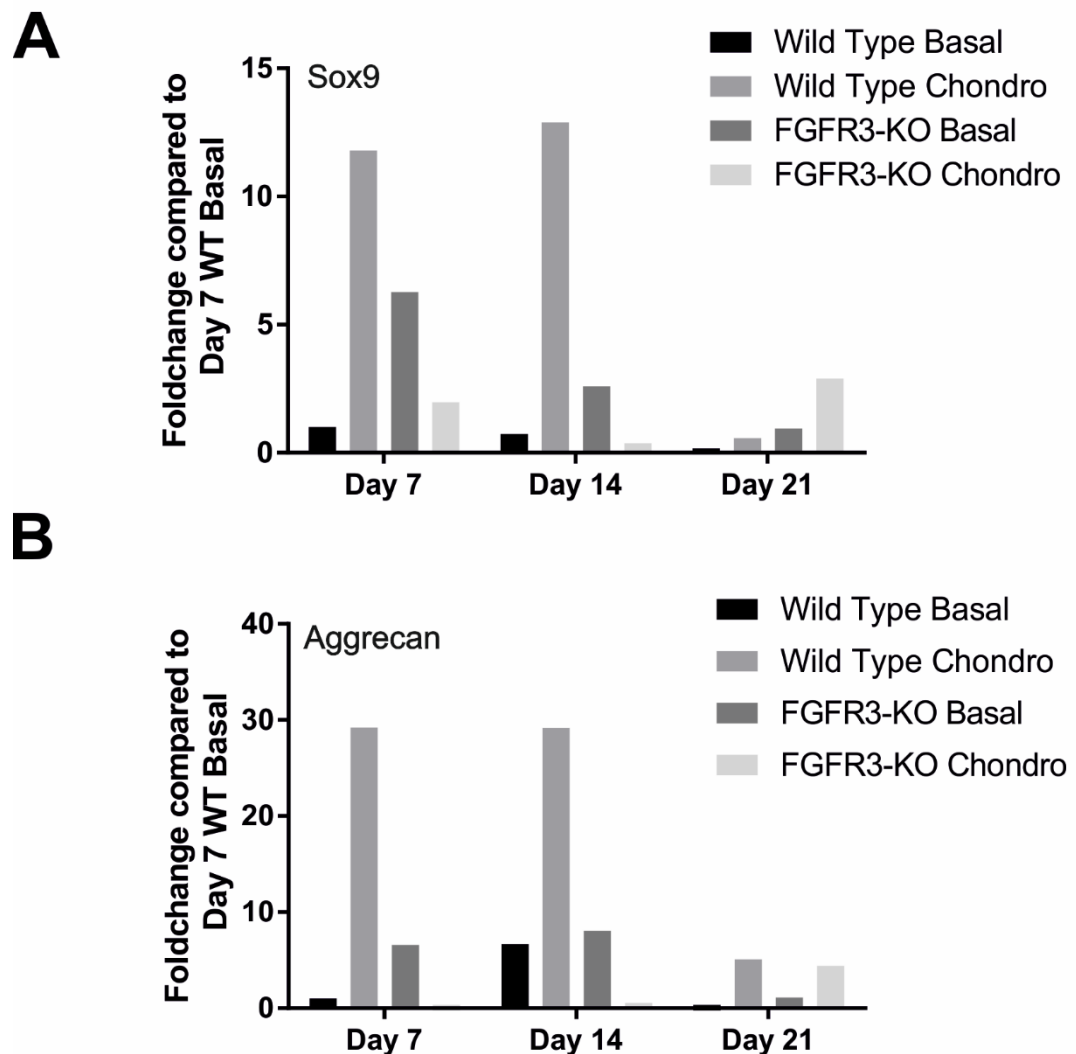 A
Wild Type Basal
Wild Type Chondro
FGFR3-KO Basal
FGFR3-KO Chondro
Sox9
Foldchange compared to
Day 7 WT Basal
15
10
5
0
Day 7 Day 14 Day 21
B
Wild Type Basal
Wild Type Chondro
FGFR3-KO Basal
FGFR3-KO Chondro
Aggrecan
Foldchange compared to
Day 7 WT Basal
40
30
20
10
0
Day 7 Day 14 Day 21